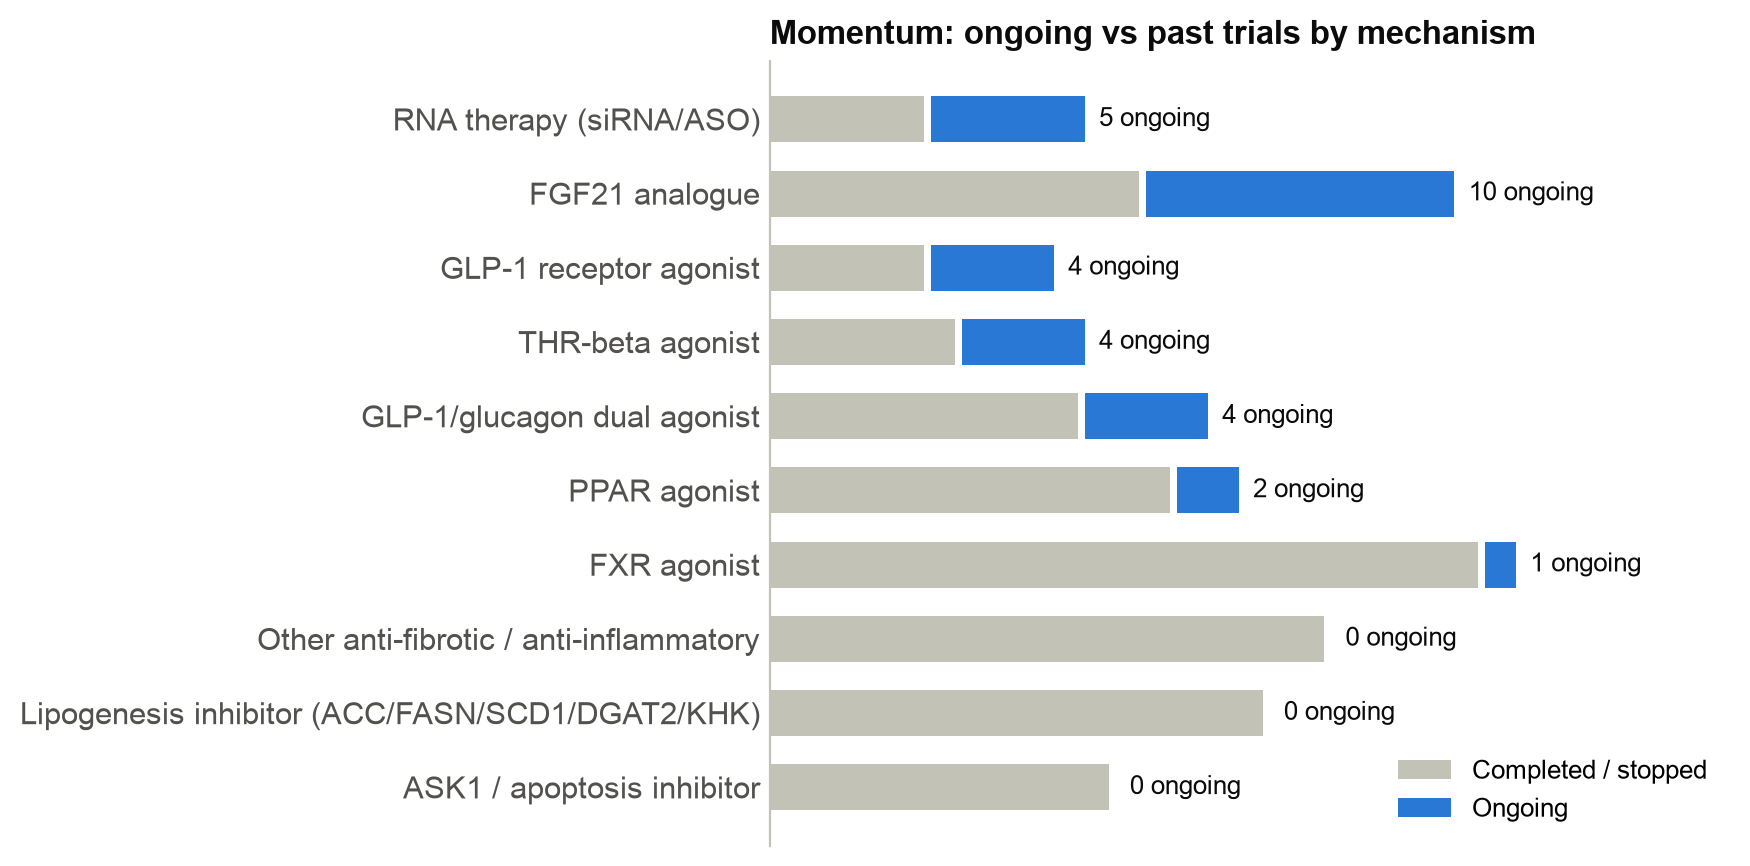 Momentum: ongoing vs past trials by mechanism
RNA therapy (siRNA/ASO)
5 ongoing
FGF21 analogue
10 ongoing
GLP-1 receptor agonist
4 ongoing
THR-beta agonist
4 ongoing
GLP-1/glucagon dual agonist
4 ongoing
PPAR agonist
2 ongoing
FXR agonist
1 ongoing
Other anti-fibrotic / anti-inflammatory
0 ongoing
Lipogenesis inhibitor (ACC/FASN/SCD1/DGAT2/KHK)
0 ongoing
ASK1 / apoptosis inhibitor
0 ongoing
Completed / stopped
Ongoing